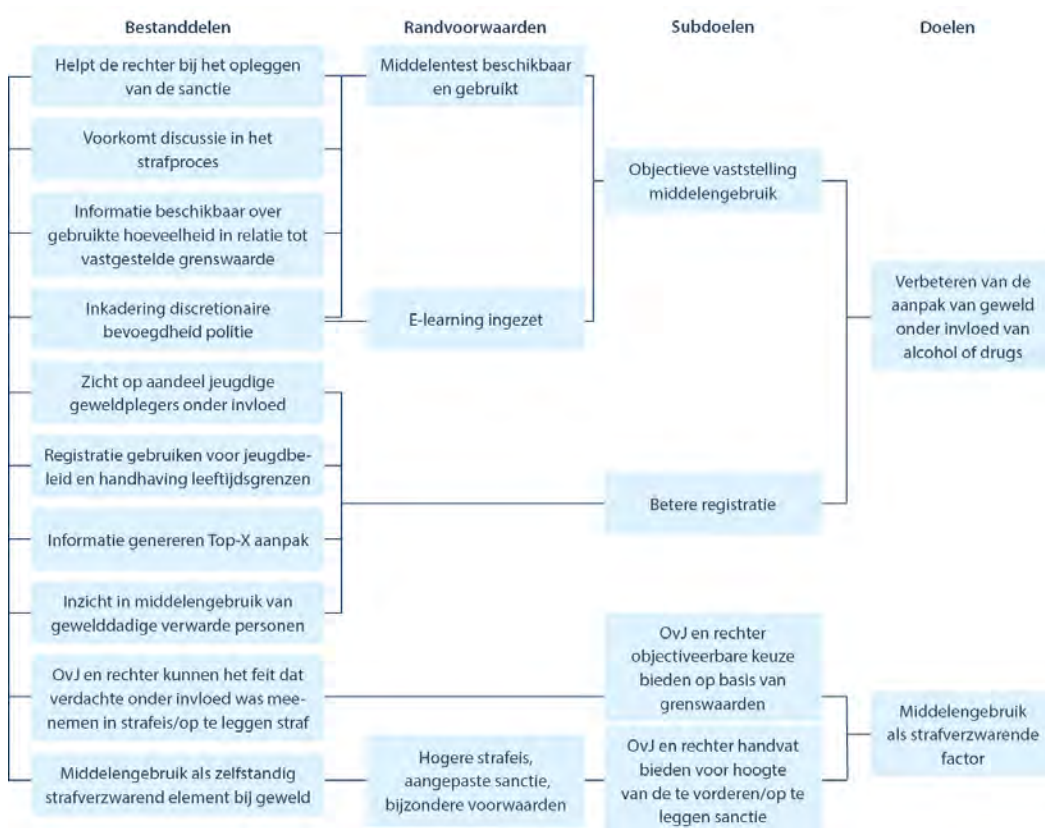 Bestanddelen
Randvoorwaarden
Subdoelen
Doelen
Helpt de rechter bij het opleggen
van de sanctie
Voorkomt discussie in het
strafproces
Informatie beschikbaar over
gebruikte hoeveelheid in relatie tot
vastgestelde grenswaarde
Inkadering discretionaire
bevoegdheid politie
Zicht op aandeel jeugdige
geweldplegers onder invloed
Registratie gebruiken voor jeugdbe-
leid en handhaving leeftijdsgrenzen
Informatie genereren Top-X aanpak
Inzicht in middelengebruik van
gewelddadige verwarde personen
OvJ en rechter kunnen het feit dat
verdachte onder invloed was mee-
nemen in strafeis/op te leggen straf
Middelengebruik als zelfstandig
strafverzwarend element bij geweld
Middelentest beschikbaar
en gebruikt
E-learning ingezet
Hogere strafeis,
aangepaste sanctie,
bijzondere voorwaarden
Objectieve vaststelling
middelengebruik
Betere registratie
OvJ en rechter
objectiveerbare keuze
bieden op basis van
grenswaarden
OvJ en rechter handvat
bieden voor hoogte
van de te vorderen/op te
leggen sanctie
Verbeteren van de
aanpak van geweld
onder invloed van
alcohol of drugs
Middelengebruik
als strafverzwarende
factor